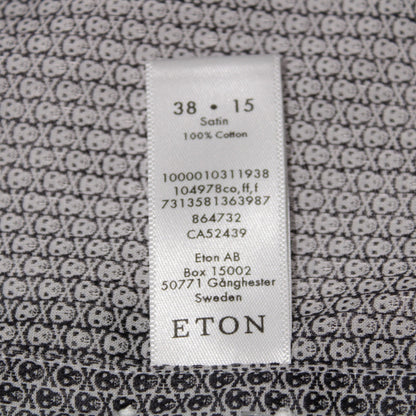 38 • 15
Satin
100% Cotton
1000010311938
104978co,ff,f
7313581363987
864732
CA52439
Eton AB
Box 15002
50771 Gånghester
Sweden
ETON